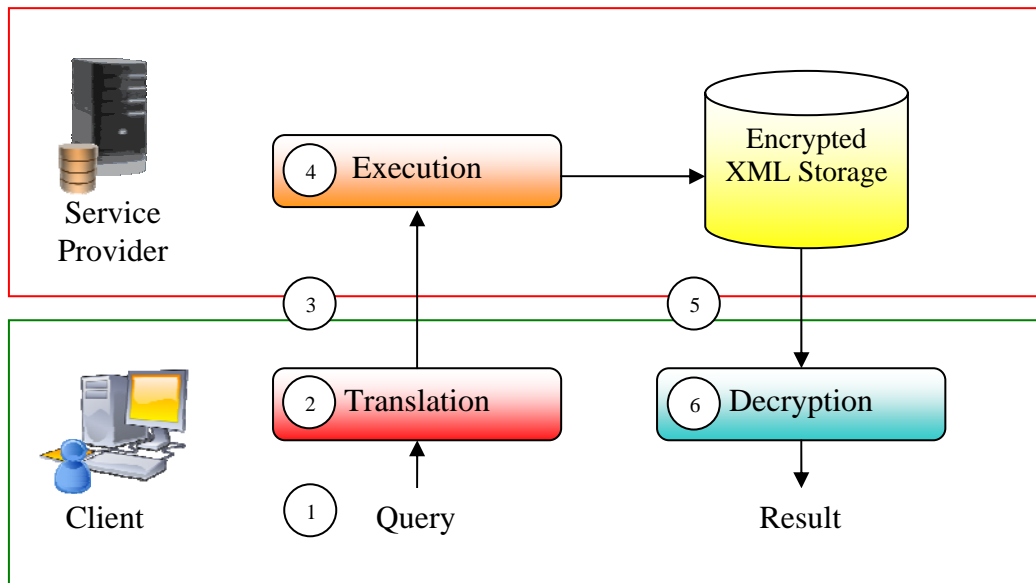 Service
Provider
4 Execution
Encrypted
XML Storage
3
5
Client
2 Translation
6 Decryption
1 Query
Result